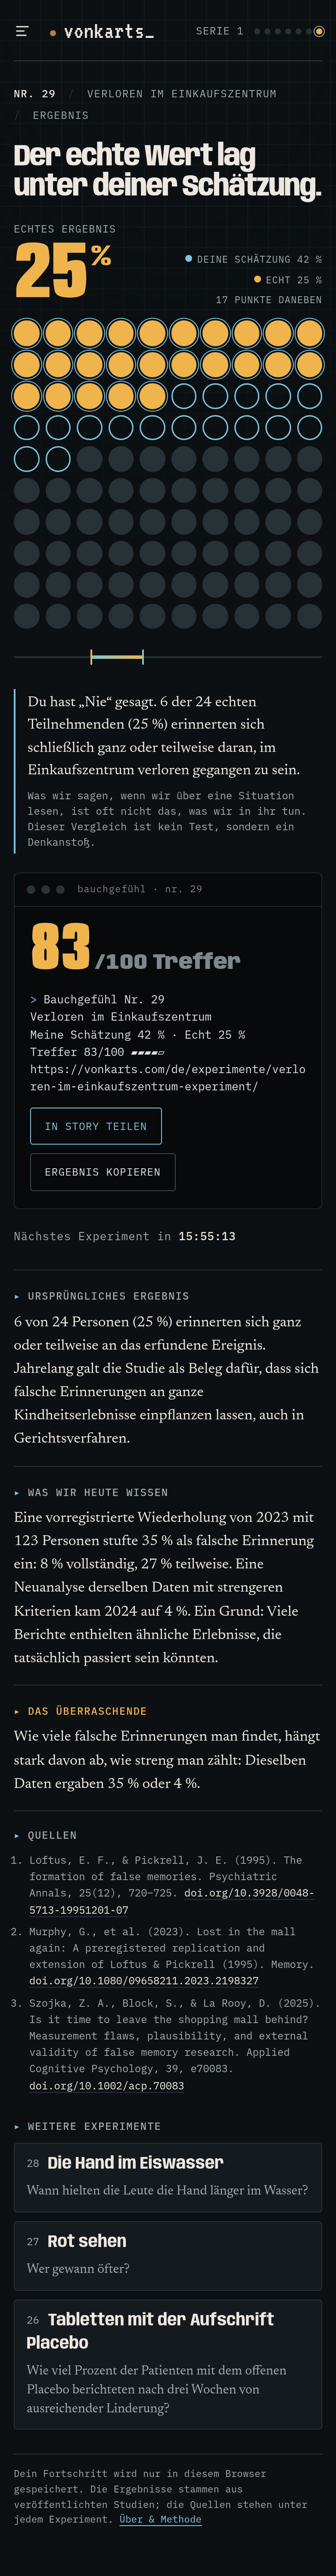 vonkarts_ SERIE 1
NR. 29 / VERLOREN IM EINKAUFSZENTRUM
/ ERGEBNIS
Der echte Wert lag
unter deiner Schätzung.
ECHTES ERGEBNIS
25%
DEINE SCHÄTZUNG 42 %
ECHT 25 %
17 PUNKTE DANEBEN
Du hast „Nie“ gesagt. 6 der 24 echten
Teilnehmenden (25 %) erinnerten sich
schließlich ganz oder teilweise daran, im
Einkaufszentrum verloren gegangen zu sein.
Was wir sagen, wenn wir über eine Situation
lesen, ist oft nicht das, was wir in ihr tun.
Dieser Vergleich ist kein Test, sondern ein
Denkanstoß.
bauchgefühl · nr. 29
83 /100 Treffer
> Bauchgefühl Nr. 29
Verloren im Einkaufszentrum
Meine Schätzung 42 % · Echt 25 %
Treffer 83/100 ▰▰▰▰▱
https://vonkarts.com/de/experimente/verlo
ren-im-einkaufszentrum-experiment/
IN STORY TEILEN
ERGEBNIS KOPIEREN
Nächstes Experiment in 15:55:13
▸ URSPRÜNGLICHES ERGEBNIS
6 von 24 Personen (25 %) erinnerten sich ganz
oder teilweise an das erfundene Ereignis.
Jahrelang galt die Studie als Beleg dafür, dass sich
falsche Erinnerungen an ganze
Kindheitserlebnisse einpflanzen lassen, auch in
Gerichtsverfahren.
▸ WAS WIR HEUTE WISSEN
Eine vorregistrierte Wiederholung von 2023 mit
123 Personen stufte 35 % als falsche Erinnerung
ein: 8 % vollständig, 27 % teilweise. Eine
Neuanalyse derselben Daten mit strengeren
Kriterien kam 2024 auf 4 %. Ein Grund: Viele
Berichte enthielten ähnliche Erlebnisse, die
tatsächlich passiert sein könnten.
▸ DAS ÜBERRASCHENDE
Wie viele falsche Erinnerungen man findet, hängt
stark davon ab, wie streng man zählt: Dieselben
Daten ergaben 35 % oder 4 %.
▸ QUELLEN
1. Loftus, E. F., & Pickrell, J. E. (1995). The
formation of false memories. Psychiatric
Annals, 25(12), 720–725. doi.org/10.3928/0048-
5713-19951201-07
2. Murphy, G., et al. (2023). Lost in the mall
again: A preregistered replication and
extension of Loftus & Pickrell (1995). Memory.
doi.org/10.1080/09658211.2023.2198327
3. Szojka, Z. A., Block, S., & La Rooy, D. (2025).
Is it time to leave the shopping mall behind?
Measurement flaws, plausibility, and external
validity of false memory research. Applied
Cognitive Psychology, 39, e70083.
doi.org/10.1002/acp.70083
▸ WEITERE EXPERIMENTE
28 Die Hand im Eiswasser
Wann hielten die Leute die Hand länger im Wasser?
27 Rot sehen
Wer gewann öfter?
26 Tabletten mit der Aufschrift
Placebo
Wie viel Prozent der Patienten mit dem offenen
Placebo berichteten nach drei Wochen von
ausreichender Linderung?
Dein Fortschritt wird nur in diesem Browser
gespeichert. Die Ergebnisse stammen aus
veröffentlichten Studien; die Quellen stehen unter
jedem Experiment. Über & Methode